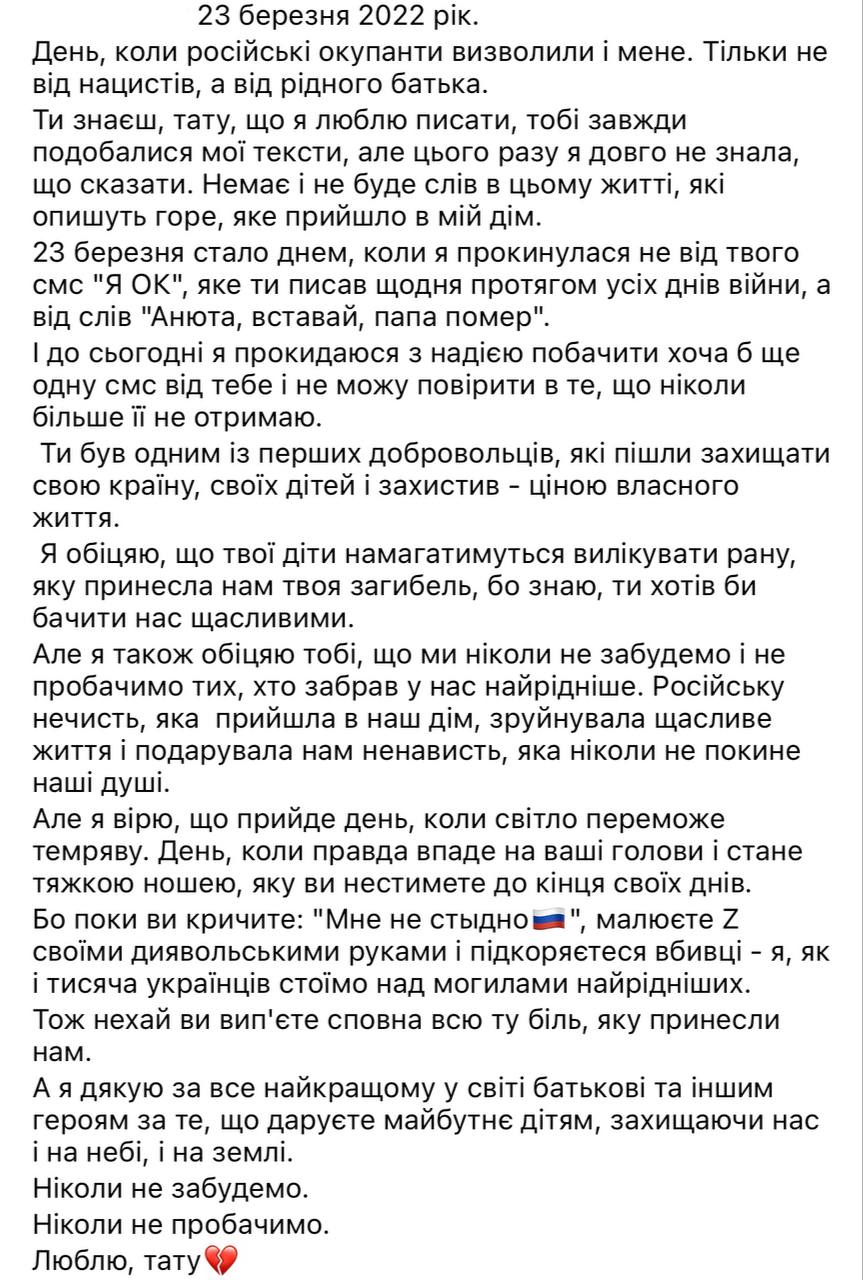 23 березня 2022 рік.
День, коли російські окупанти визволили і мене. Тільки не
від нацистів, а від рідного батька.
Ти знаєш, тату, що я люблю писати, тобі завжди
подобалися мої тексти, але цього разу я довго не знала,
що сказати. Немає і не буде слів в цьому житті, які
опишуть горе, яке прийшло в мій дім.
23 березня стало днем, коли я прокинулася не від твого
смс "Я ОК", яке ти писав щодня протягом усіх днів війни, а
від слів "Анюта, вставай, папа помер".
І до сьогодні я прокидаюся з надією побачити хоча б ще
одну смс від тебе і не можу повірити в те, що ніколи
більше її не отримаю.
Ти був одним із перших добровольців, які пішли захищати
свою країну, своїх дітей і захистив - ціною власного
життя.
Я обіцяю, що твої діти намагатимуться вилікувати рану,
яку принесла нам твоя загибель, бо знаю, ти хотів би
бачити нас щасливими.
Але я також обіцяю тобі, що ми ніколи не забудемо і не
пробачимо тих, хто забрав у нас найрідніше. Російську
нечисть, яка  прийшла в наш дім, зруйнувала щасливе
життя і подарувала нам ненависть, яка ніколи не покине
наші душі.
Але я вірю, що прийде день, коли світло переможе
темряву. День, коли правда впаде на ваші голови і стане
тяжкою ношею, яку ви нестимете до кінця своїх днів.
Бо поки ви кричите: "Мне не стыдно🇷🇺", малюєте Z
своїми диявольськими руками і підкоряєтеся вбивці - я, як
і тисяча українців стоїмо над могилами найрідніших.
Тож нехай ви вип'єте сповна всю ту біль, яку принесли
нам.
А я дякую за все найкращому у світі батькові та іншим
героям за те, що даруєте майбутнє дітям, захищаючи нас
і на небі, і на землі.
Ніколи не забудемо.
Ніколи не пробачимо.
Люблю, тату💔